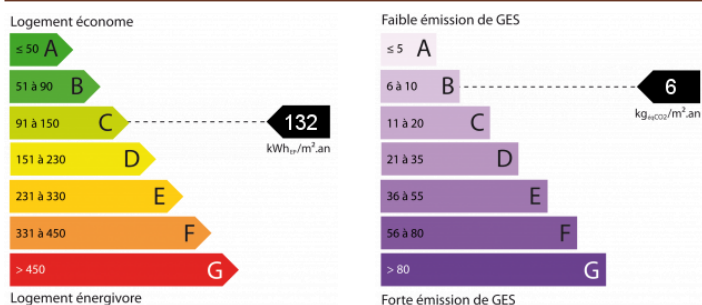 Logement économe
≤ 50 A
51 à 90 B
91 à 150 C
132
kWhEP/m².an
151 à 230 D
231 à 330 E
331 à 450 F
> 450 G
Logement énergivore
Faible émission de GES
≤ 5 A
6 à 10 B
6
kgéqCO2/m².an
11 à 20 C
21 à 35 D
36 à 55 E
56 à 80 F
> 80 G
Forte émission de GES